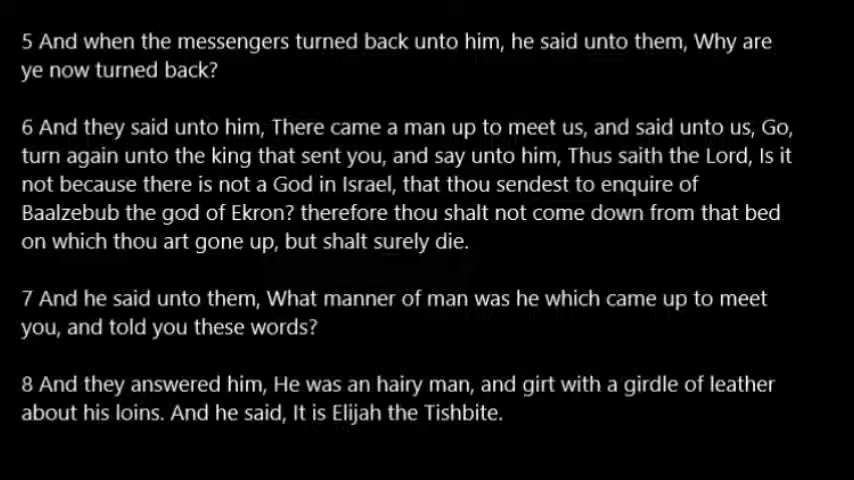 5 And when the messengers turned back unto him, he said unto them, Why are
ye now turned back?
6 And they said unto him, There came a man up to meet us, and said unto us, Go,
turn again unto the king that sent you, and say unto him, Thus saith the Lord, Is it
not because there is not a God in Israel, that thou sendest to enquire of
Baalzebub the god of Ekron? therefore thou shalt not come down from that bed
on which thou art gone up, but shalt surely die.
7 And he said unto them, What manner of man was he which came up to meet
you, and told you these words?
8 And they answered him, He was an hairy man, and girt with a girdle of leather
about his loins. And he said, It is Elijah the Tishbite.